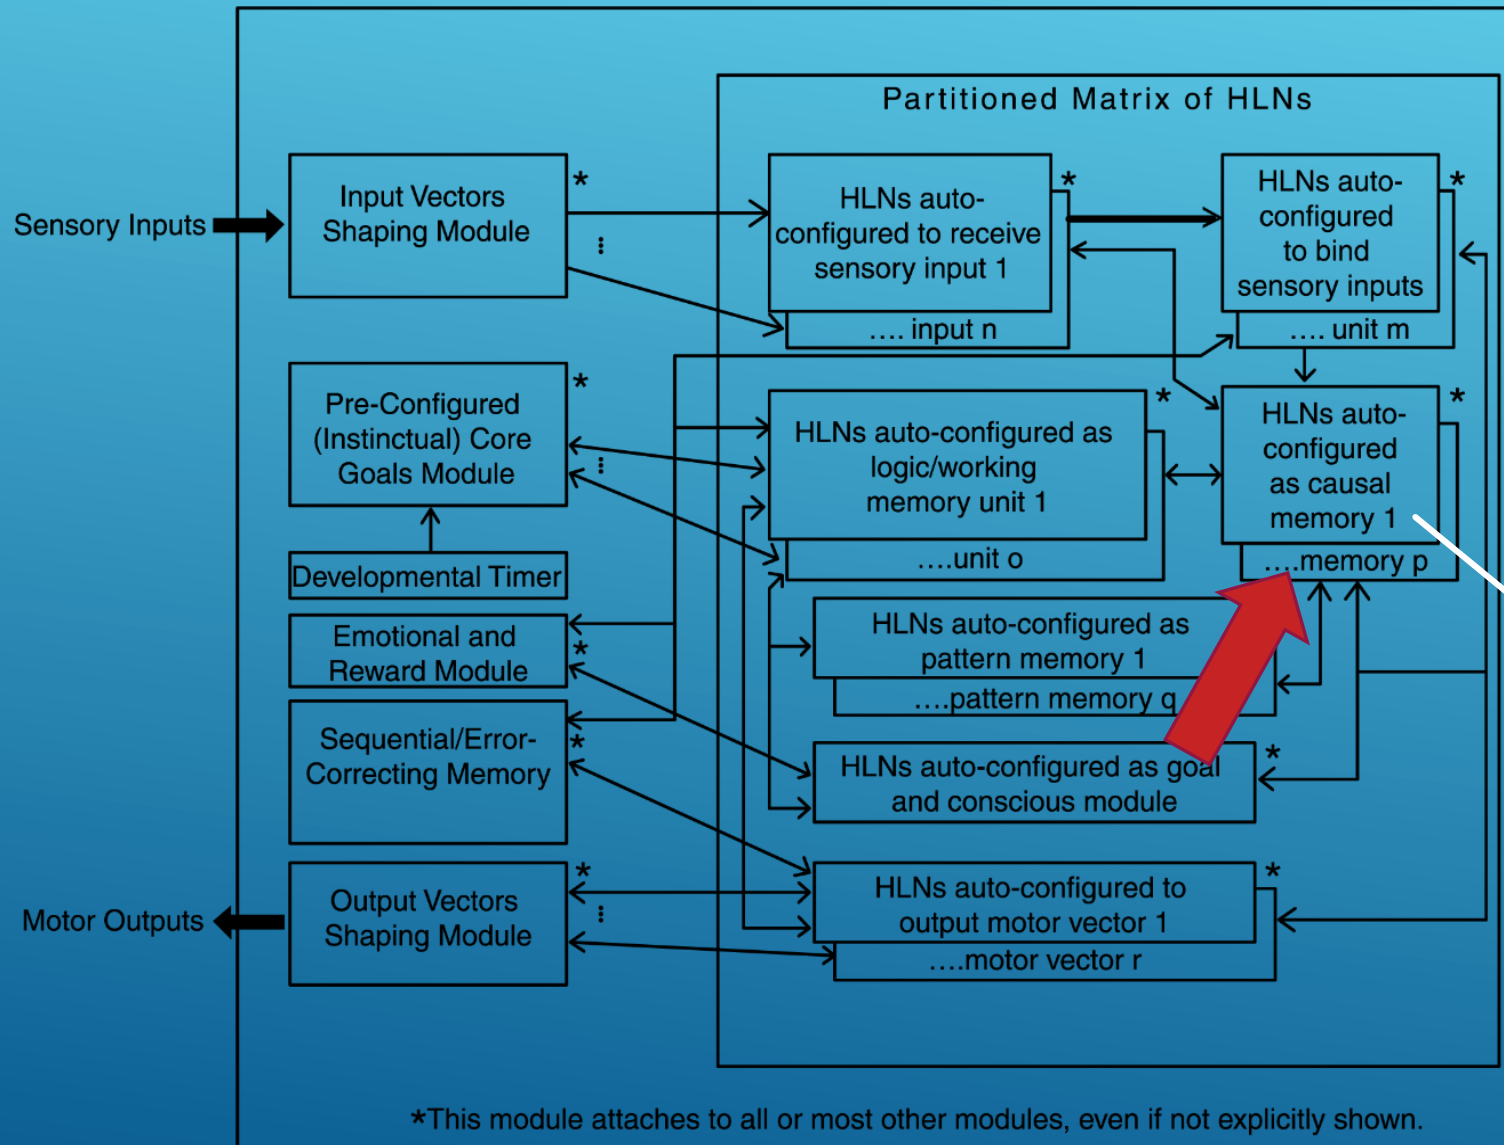 Partitioned Matrix of HLNs
Sensory Inputs
Input Vectors
Shaping Module
*
HLNs auto-
configured to receive
sensory input 1
*
.... input n
HLNs auto-
configured
to bind
sensory inputs
*
.... unit m
Pre-Configured
(Instinctual) Core
Goals Module
*
Developmental Timer
HLNs auto-configured as
logic/working
memory unit 1
*
....unit o
HLNs auto-
configured
as causal
memory 1
*
....memory p
Emotional and
Reward Module
*
HLNs auto-configured as
pattern memory 1
....pattern memory q
Sequential/Error-
Correcting Memory
*
HLNs auto-configured as goal
and conscious module
*
Motor Outputs
Output Vectors
Shaping Module
*
HLNs auto-configured to
output motor vector 1
*
....motor vector r
*This module attaches to all or most other modules, even if not explicitly shown.